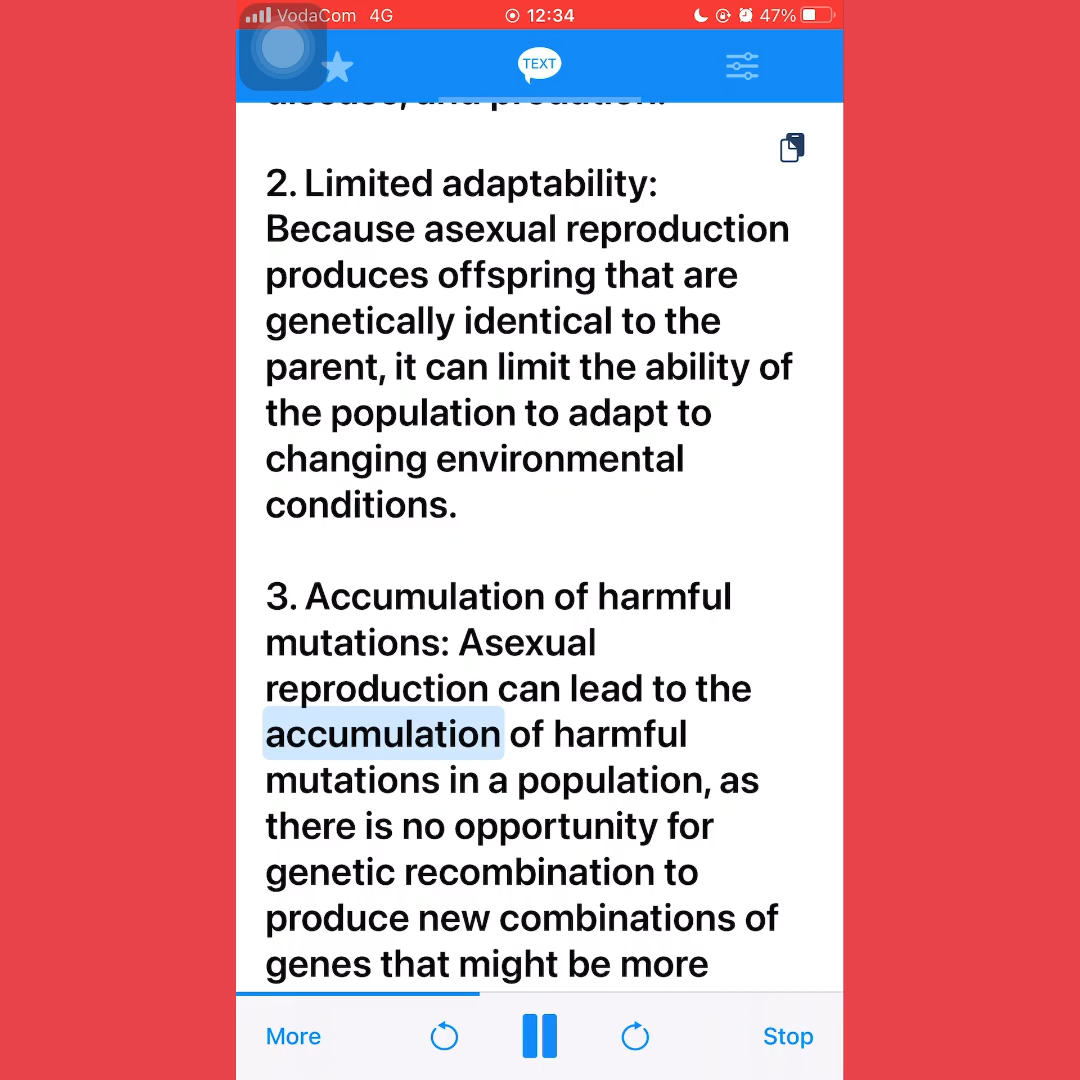 VodaCom 4G 12:34 47%
TEXT
2. Limited adaptability:
Because asexual reproduction
produces offspring that are
genetically identical to the
parent, it can limit the ability of
the population to adapt to
changing environmental
conditions.
3. Accumulation of harmful
mutations: Asexual
reproduction can lead to the
accumulation of harmful
mutations in a population, as
there is no opportunity for
genetic recombination to
produce new combinations of
genes that might be more
More Stop